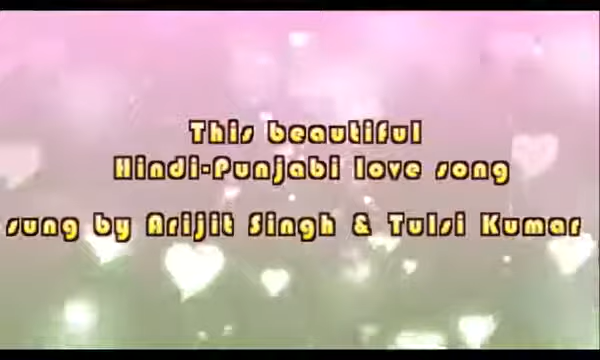 This beautiful
Hindi-Punjabi love song
sung by Arijit Singh & Tulsi Kumar